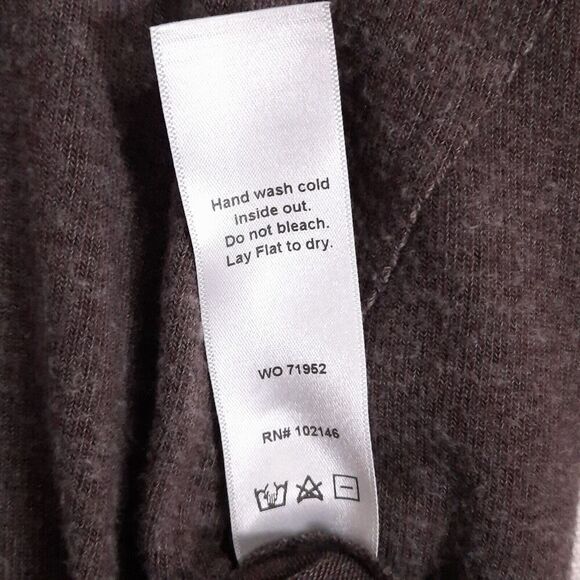 Hand wash cold
inside out.
Do not bleach.
Lay Flat to dry.
WO 71952
RN# 102146